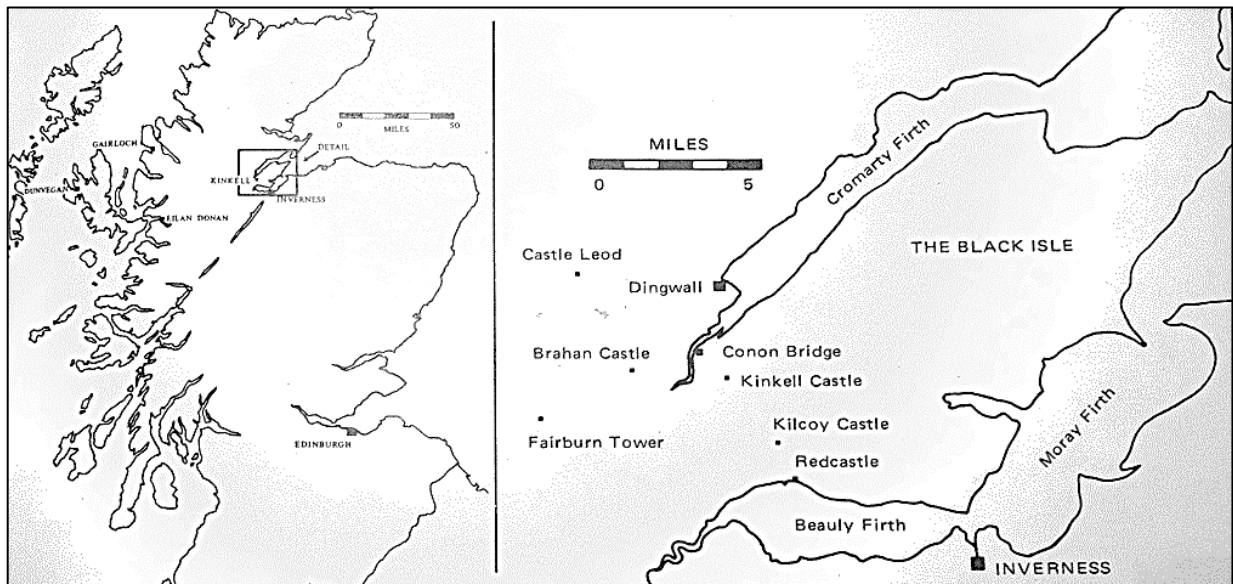 0 50
MILES
GAIRLOCH
DETAIL
KINKELL
DUNVEGAN
INVERNESS
EILAN DONAN
EDINBURGH
MILES
0 5
Cromarty Firth
THE BLACK ISLE
Castle Leod
Dingwall
Brahan Castle
Conon Bridge
Kinkell Castle
Fairburn Tower
Kilcoy Castle
Redcastle
Moray Firth
Beauly Firth
INVERNESS